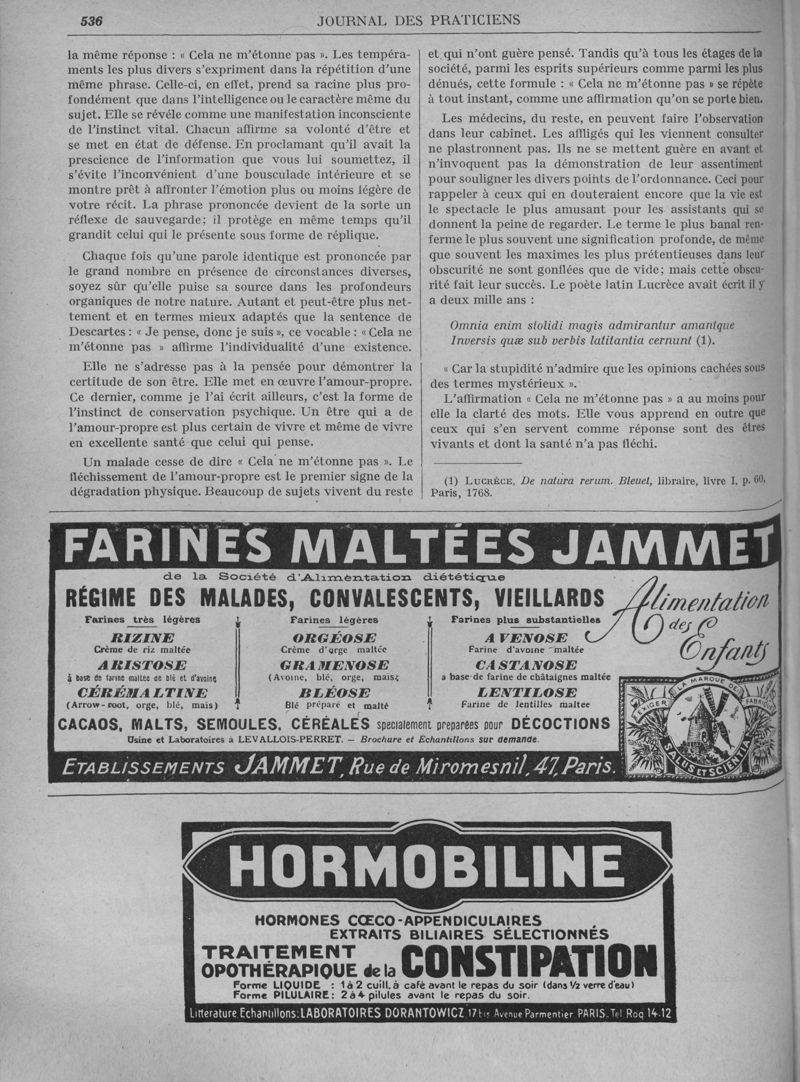 536
JOURNAL DES PRATICIENS
la même réponse : « Cela ne m'étonne pas ». Les tempéra-
ments les plus divers s'expriment dans la répétition d'une
même phrase. Celle-ci, en effet, prend sa racine plus pro-
fondément que dans l'intelligence ou le caractère même du
sujet. Elle se révèle comme une manifestation inconsciente
de l'instinct vital. Chacun affirme sa volonté d'être et
se met en état de défense. En proclamant qu'il avait la
prescience de l'information que vous lui soumettez, il
s'évite l'inconvénient d'une bousculade intérieure et se
montre prêt à affronter l'émotion plus ou moins légère de
votre récit. La phrase prononcée devient de la sorte un
réflexe de sauvegarde; il protège en même temps qu'il
grandit celui qui le présente sous forme de réplique.
Chaque fois qu'une parole identique est prononcée par
le grand nombre en présence de circonstances diverses,
soyez sûr qu'elle puise sa source dans les profondeurs
organiques de notre nature. Autant et peut-être plus net-
tement et en termes mieux adaptés que la sentence de
Descartes : « Je pense, donc je suis », ce vocable : « Cela ne
m'étonne pas » affirme l'individualité d'une existence.
Elle ne s'adresse pas à la pensée pour démontrer la
certitude de son être. Elle met en œuvre l'amour-propre.
Ce dernier, comme je l'ai écrit ailleurs, c'est la forme de
l'instinct de conservation psychique. Un être qui a de
l'amour-propre est plus certain de vivre et même de vivre
en excellente santé que celui qui pense.
Un malade cesse de dire « Cela ne m'étonne pas ». Le
fléchissement de l'amour-propre est le premier signe de la
dégradation physique. Beaucoup de sujets vivent du reste
et qui n'ont guère pensé. Tandis qu'à tous les étages de la
société, parmi les esprits supérieurs comme parmi les plus
dénués, cette formule : « Cela ne m'étonne pas » se répète
à tout instant, comme une affirmation qu'on se porte bien.
Les médecins, du reste, en peuvent faire l'observation
dans leur cabinet. Les affligés qui les viennent consulter
ne plastronnent pas. Ils ne se mettent guère en avant et
n'invoquent pas la démonstration de leur assentiment
pour souligner les divers points de l'ordonnance. Ceci pour
rappeler à ceux qui en douteraient encore que la vie est
le spectacle le plus amusant pour les assistants qui se
donnent la peine de regarder. Le terme le plus banal ren-
ferme le plus souvent une signification profonde, de même
que souvent les maximes les plus prétentieuses dans leur
obscurité ne sont gonflées que de vide; mais cette obscu-
rité fait leur succès. Le poète latin Lucrèce avait écrit il y
a deux mille ans :
Omnia enim stolidi magis admirantur amantque
Inversis quæ sub verbis latitantia cernunt (1).
« Car la stupidité n'admire que les opinions cachées sous
des termes mystérieux ».
L'affirmation « Cela ne m'étonne pas » a au moins pour
elle la clarté des mots. Elle vous apprend en outre que
ceux qui s'en servent comme réponse sont des êtres
vivants et dont la santé n'a pas fléchi.
(1) LUCRÈCE, De natura rerum. Bleuet, libraire, livre I, p. 60,
Paris, 1768.
FARINES MALTÉES JAMMET
de la Société d'Alimentation diététique
RÉGIME DES MALADES, CONVALESCENTS, VIEILLARDS
Alimentation
des
Enfants
Farines très légères
RIZINE
Crème de riz maltée
ARISTOSE
à base de farine maltée de blé et d'avoine
CÉRÉMALTINE
(Arrow-root, orge, blé, maïs)
Farines légères
ORGÉOSE
Crème d'orge maltée
GRAMENOSE
(Avoine, blé, orge, maïs)
BLÉOSE
Blé préparé et malté
Farines plus substantielles
AVENOSE
Farine d'avoine maltée
CASTANOSE
a base de farine de châtaignes maltée
LENTILOSE
Farine de lentilles maltée
CACAOS, MALTS, SEMOULES, CÉRÉALES spécialement préparées pour DÉCOCTIONS
Usine et Laboratoires à LEVALLOIS-PERRET. — Brochure et Échantillons sur demande.
EXIGER LA MARQUE DE FABRIQUE
SALUS ET SCIENTIA
ETABLISSEMENTS JAMMET, Rue de Miromesnil, 47, Paris.
HORMOBILINE
HORMONES CŒCO-APPENDICULAIRES
EXTRAITS BILIAIRES SÉLECTIONNÉS
TRAITEMENT
OPOTHÉRAPIQUE de la CONSTIPATION
Forme LIQUIDE : 1 à 2 cuill. à café avant le repas du soir (dans 1/2 verre d'eau)
Forme PILULAIRE : 2 à 4 pilules avant le repas du soir.
Littérature Echantillons: LABORATOIRES DORANTOWICZ 17 bis Avenue Parmentier PARIS. Tel Roq 14-12